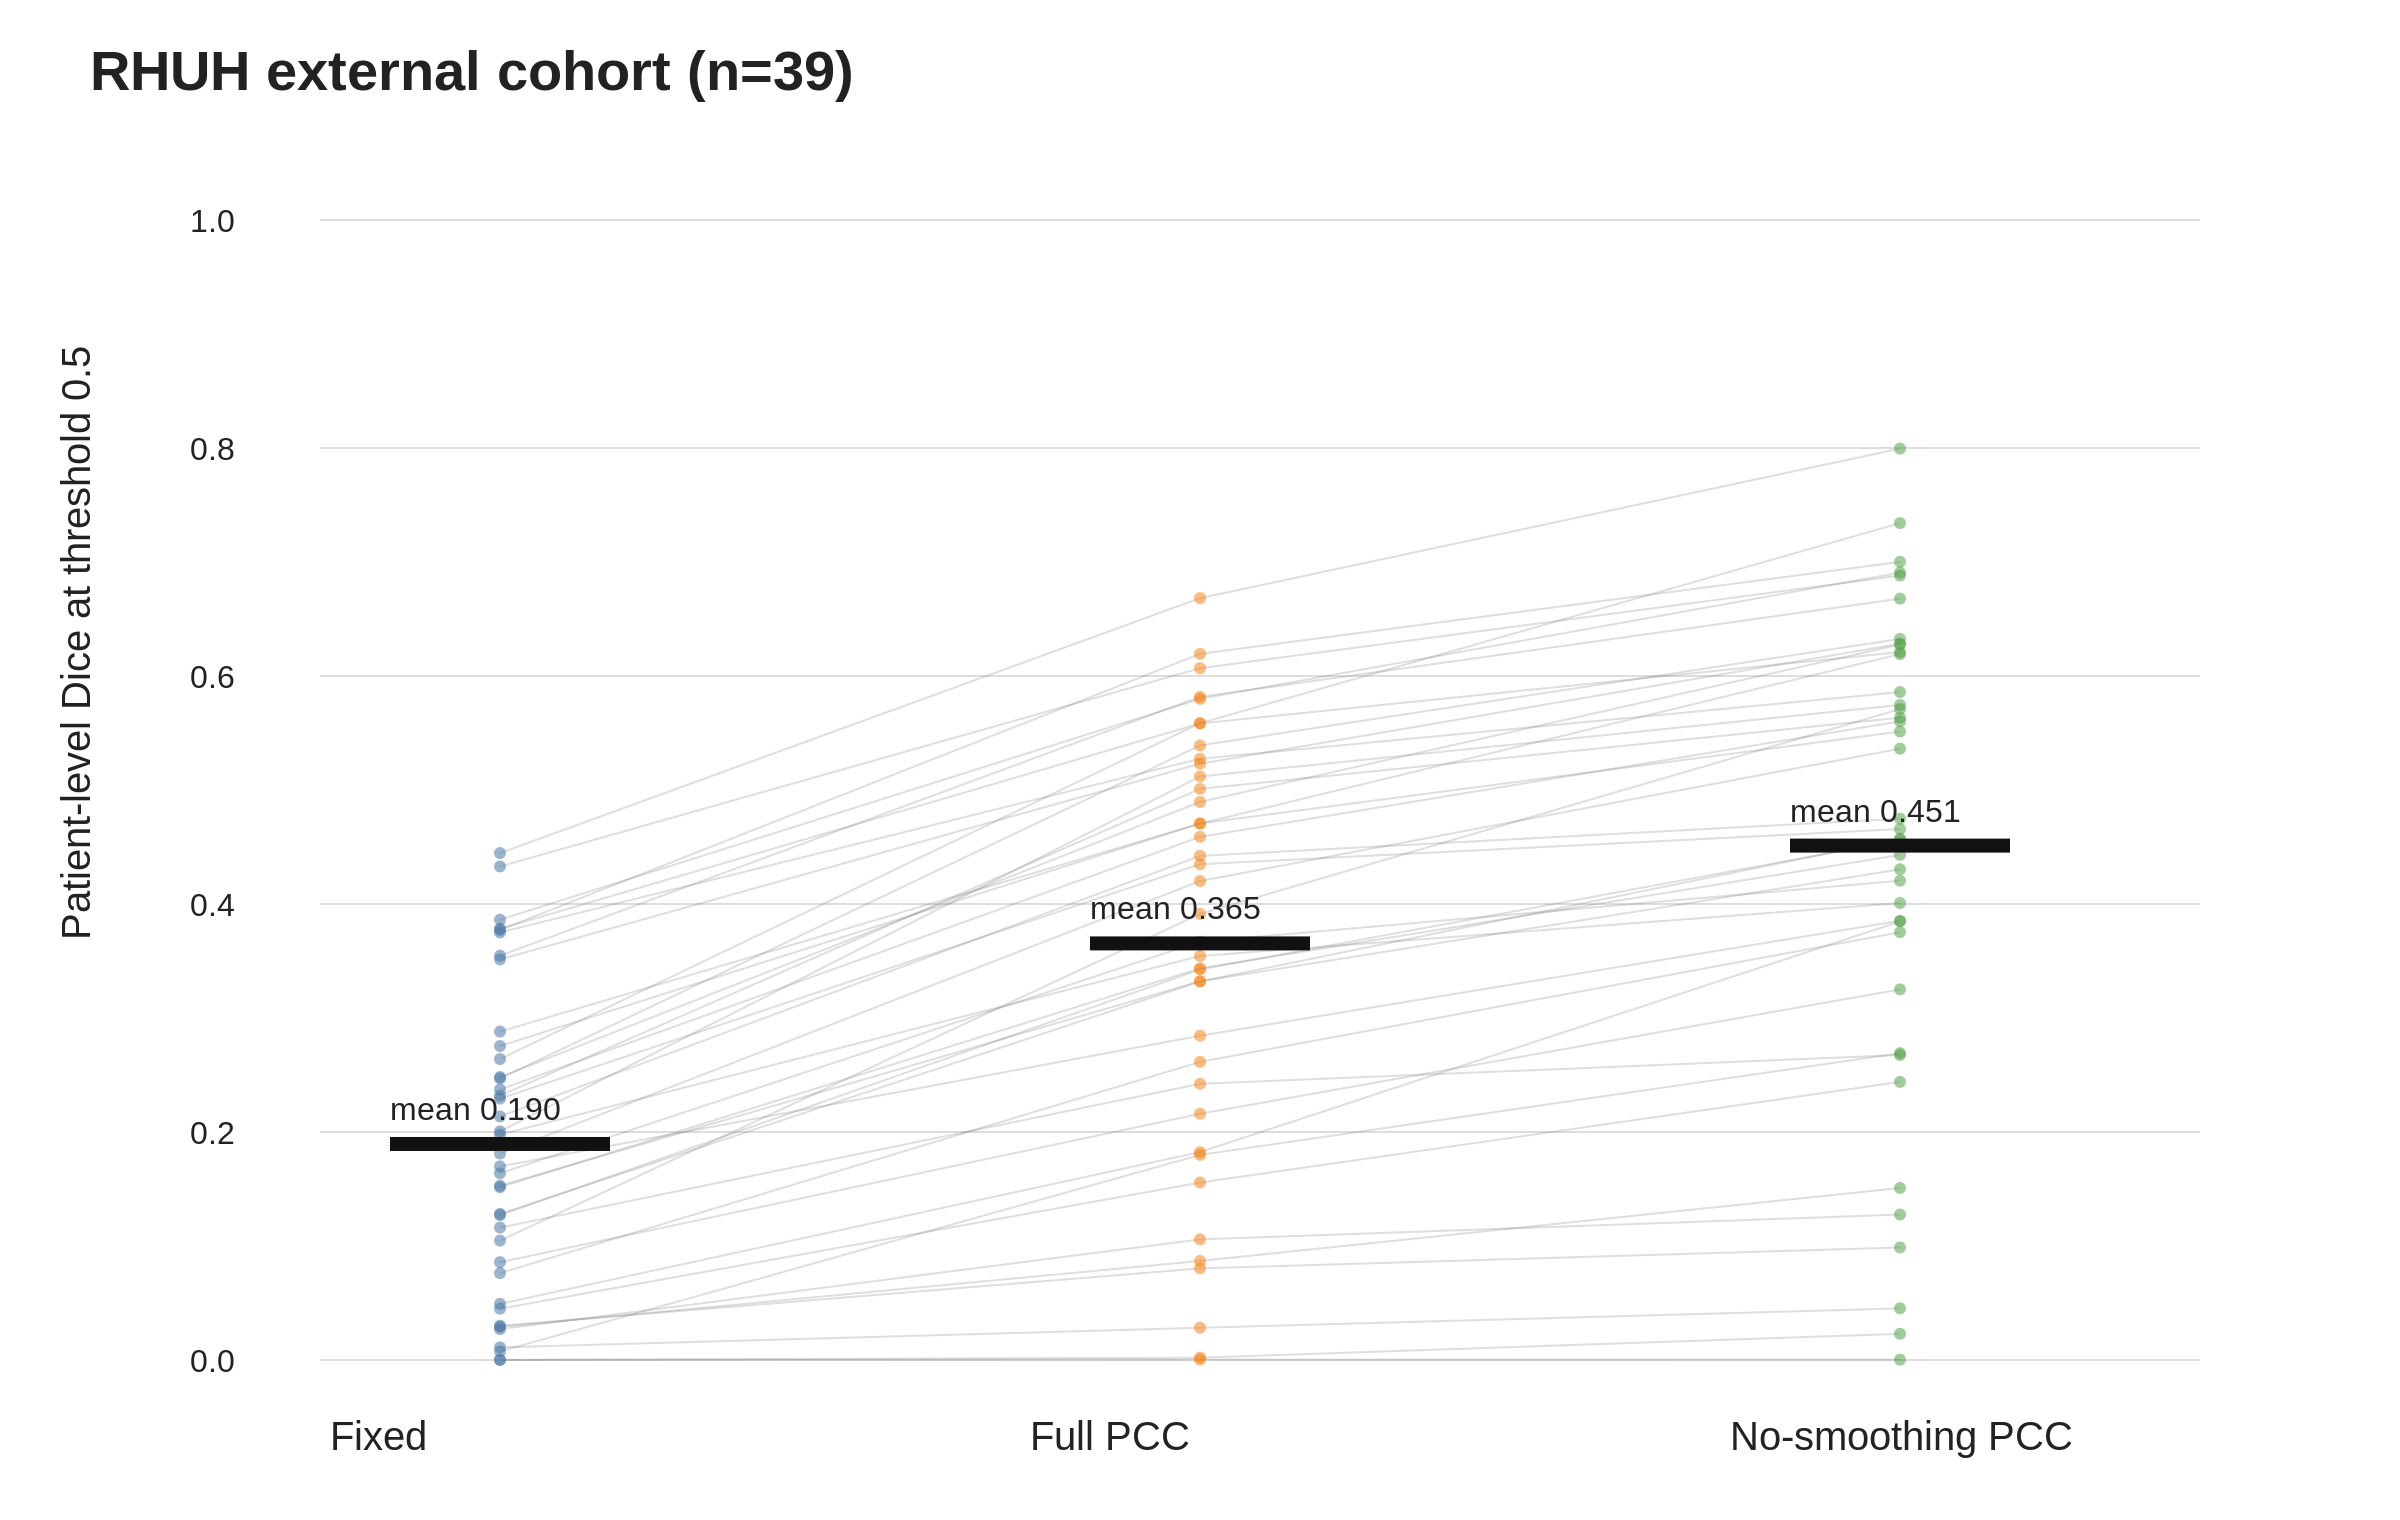 RHUH external cohort (n=39)
Patient-level Dice at threshold 0.5
1.0
0.8
0.6
0.4
0.2
0.0
mean 0.190
mean 0.365
mean 0.451
Fixed
Full PCC
No-smoothing PCC